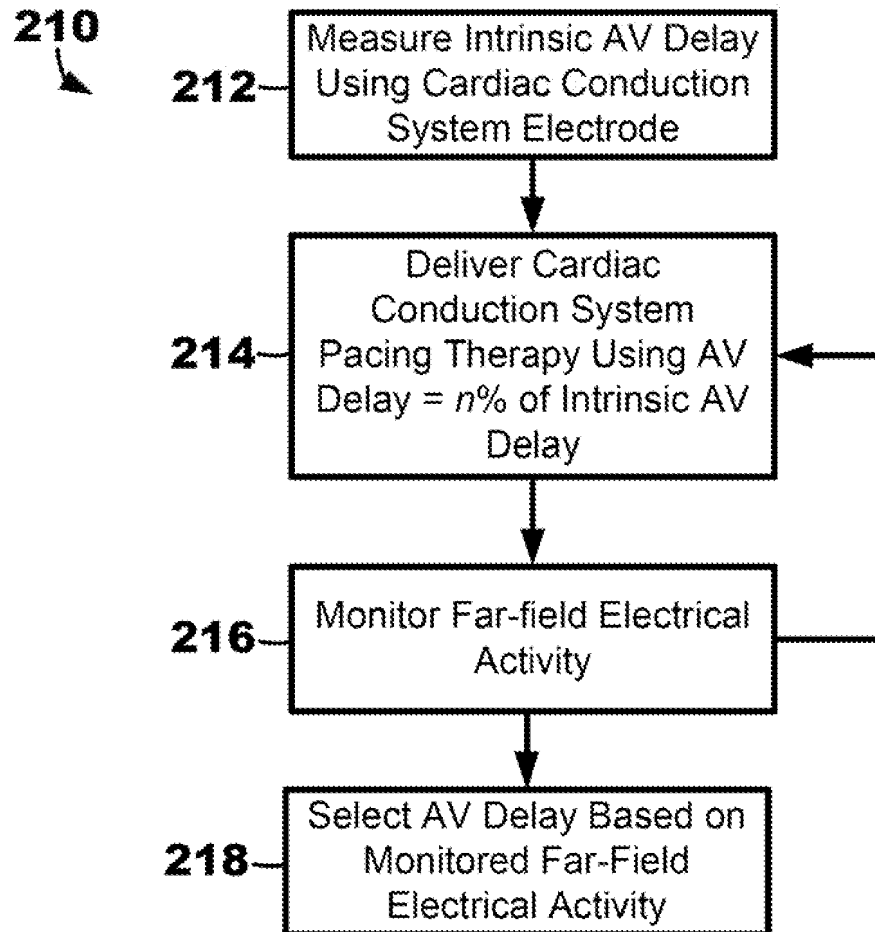 210
212
Measure Intrinsic AV Delay
Using Cardiac Conduction
System Electrode
214
Deliver Cardiac
Conduction System
Pacing Therapy Using AV
Delay = n% of Intrinsic AV
Delay
216
Monitor Far-field Electrical
Activity
218
Select AV Delay Based on
Monitored Far-Field
Electrical Activity